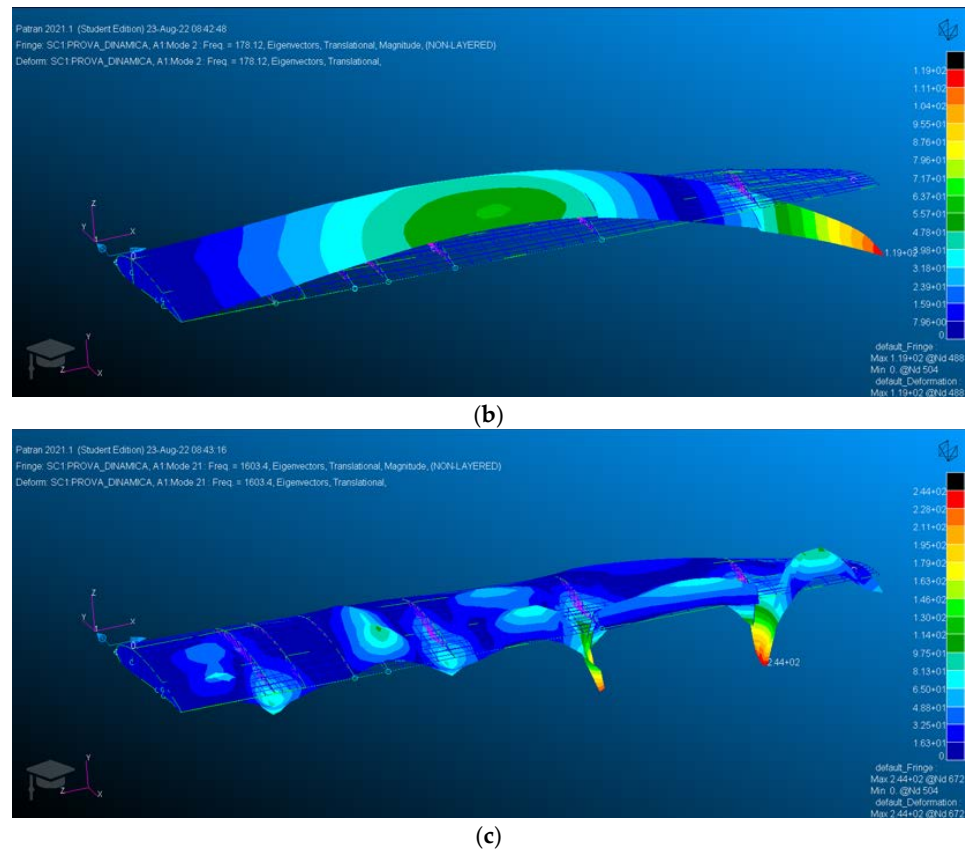 Patran 2021.1 (Student Edition) 23-Aug-22 08:42:48
Fringe: SC1:PROVA_DINAMICA, A1:Mode 2 : Freq. = 178.12, Eigenvectors, Translational, Magnitude, (NON-LAYERED)
Deform: SC1:PROVA_DINAMICA, A1:Mode 2 : Freq. = 178.12, Eigenvectors, Translational,
1.19+02
1.11+02
1.04+02
9.55+01
8.76+01
7.96+01
7.17+01
6.37+01
5.57+01
4.78+01
3.98+01
3.18+01
2.39+01
1.59+01
7.96+00
0.
1.19+02
Z
Y
X
Y
Z
X
default_Fringe :
Max 1.19+02 @Nd 488
Min 0. @Nd 504
default_Deformation :
Max 1.19+02 @Nd 488
(b)
Patran 2021.1 (Student Edition) 23-Aug-22 08:43:16
Fringe: SC1:PROVA_DINAMICA, A1:Mode 21 : Freq. = 1603.4, Eigenvectors, Translational, Magnitude, (NON-LAYERED)
Deform: SC1:PROVA_DINAMICA, A1:Mode 21 : Freq. = 1603.4, Eigenvectors, Translational,
2.44+02
2.28+02
2.11+02
1.95+02
1.79+02
1.63+02
1.46+02
1.30+02
1.14+02
9.75+01
8.13+01
6.50+01
4.88+01
3.25+01
1.63+01
0.
2.44+02
Z
Y
X
Y
Z
X
default_Fringe :
Max 2.44+02 @Nd 672
Min 0. @Nd 504
default_Deformation :
Max 2.44+02 @Nd 672
(c)